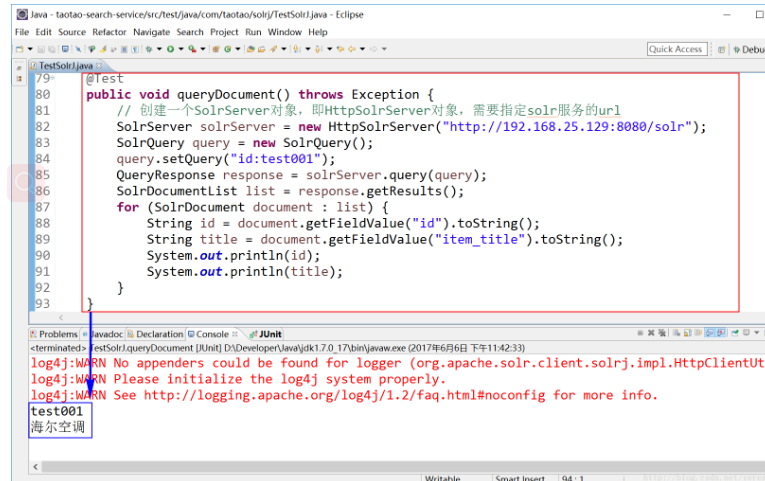 Java - taotao-search-service/src/test/java/com/taotao/solrj/TestSolrJ.java - Eclipse
File Edit Source Refactor Navigate Search Project Run Window Help
Quick Access
Debu
TestSolrJ.java
79 @Test
80 public void queryDocument() throws Exception {
81 // 创建一个SolrServer对象，即HttpSolrServer对象，需要指定solr服务的url
82 SolrServer solrServer = new HttpSolrServer("http://192.168.25.129:8080/solr");
83 SolrQuery query = new SolrQuery();
84 query.setQuery("id:test001");
85 QueryResponse response = solrServer.query(query);
86 SolrDocumentList list = response.getResults();
87 for (SolrDocument document : list) {
88 String id = document.getFieldValue("id").toString();
89 String title = document.getFieldValue("item_title").toString();
90 System.out.println(id);
91 System.out.println(title);
92 }
93 }
Problems Javadoc Declaration Console JUnit
<terminated> TestSolrJ.queryDocument [JUnit] D:\Developer\Java\jdk1.7.0_17\bin\javaw.exe (2017年6月6日 下午11:42:33)
log4j:WARN No appenders could be found for logger (org.apache.solr.client.solrj.impl.HttpClientUt
log4j:WARN Please initialize the log4j system properly.
log4j:WARN See http://logging.apache.org/log4j/1.2/faq.html#noconfig for more info.
test001
海尔空调
Writable Smart Insert 94 : 1